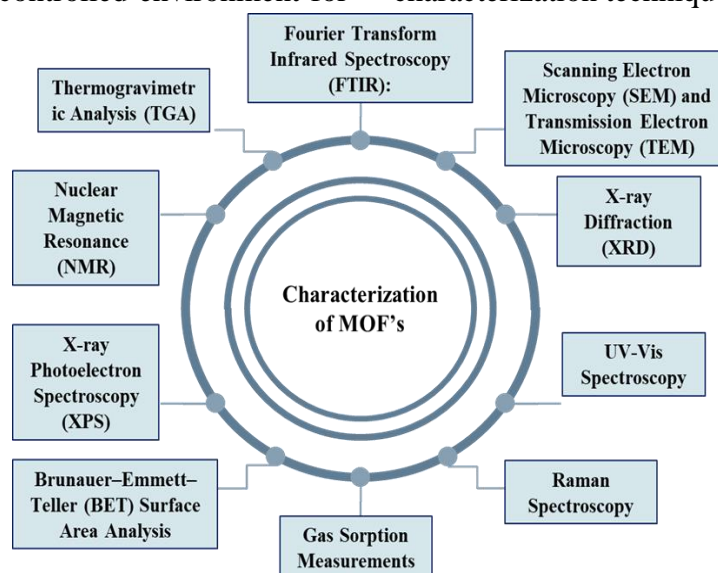 controlled environment for characterization techniqu
Fourier Transform
Infrared Spectroscopy
(FTIR):
Scanning Electron
Microscopy (SEM) and
Transmission Electron
Microscopy (TEM)
X-ray
Diffraction
(XRD)
UV-Vis
Spectroscopy
Raman
Spectroscopy
Gas Sorption
Measurements
Brunauer–Emmett–
Teller (BET) Surface
Area Analysis
X-ray
Photoelectron
Spectroscopy
(XPS)
Nuclear
Magnetic
Resonance
(NMR)
Thermogravimetr
ic Analysis (TGA)
Characterization
of MOF's